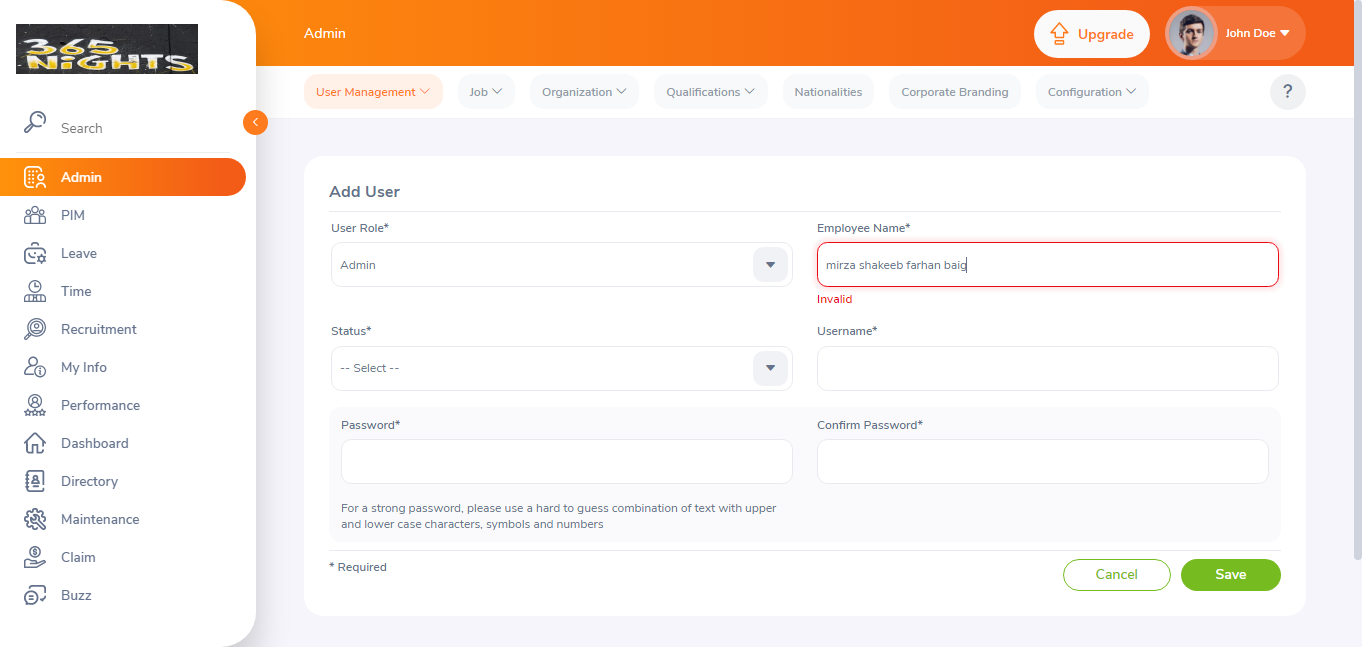 365
NIGHTS
Search
Admin
PIM
Leave
Time
Recruitment
My Info
Performance
Dashboard
Directory
Maintenance
Claim
Buzz
Admin
Upgrade
John Doe
User Management
Job
Organization
Qualifications
Nationalities
Corporate Branding
Configuration
?
Add User
User Role*
Employee Name*
Admin
mirza shakeeb farhan baig
Invalid
Status*
Username*
-- Select --
Password*
Confirm Password*
For a strong password, please use a hard to guess combination of text with upper
and lower case characters, symbols and numbers
* Required
Cancel
Save